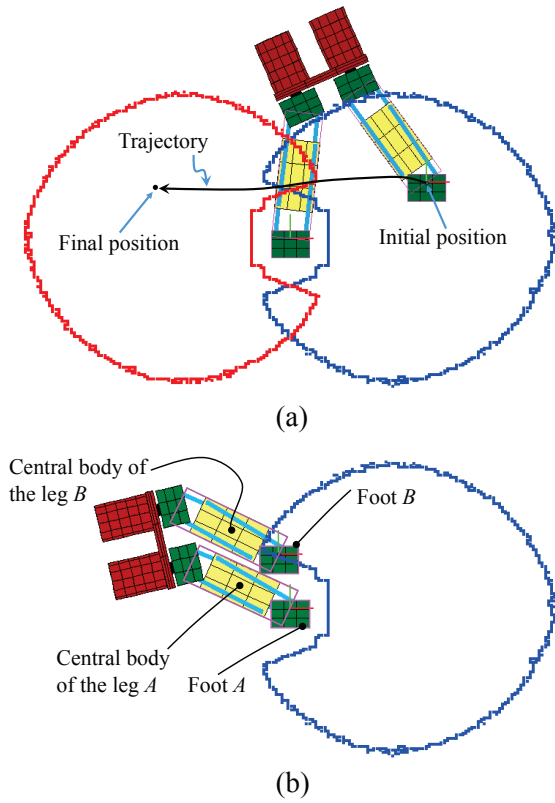 Trajectory
Final position
Initial position
(a)
Central body of
the leg B
Foot B
Central body
of the leg A
Foot A
(b)